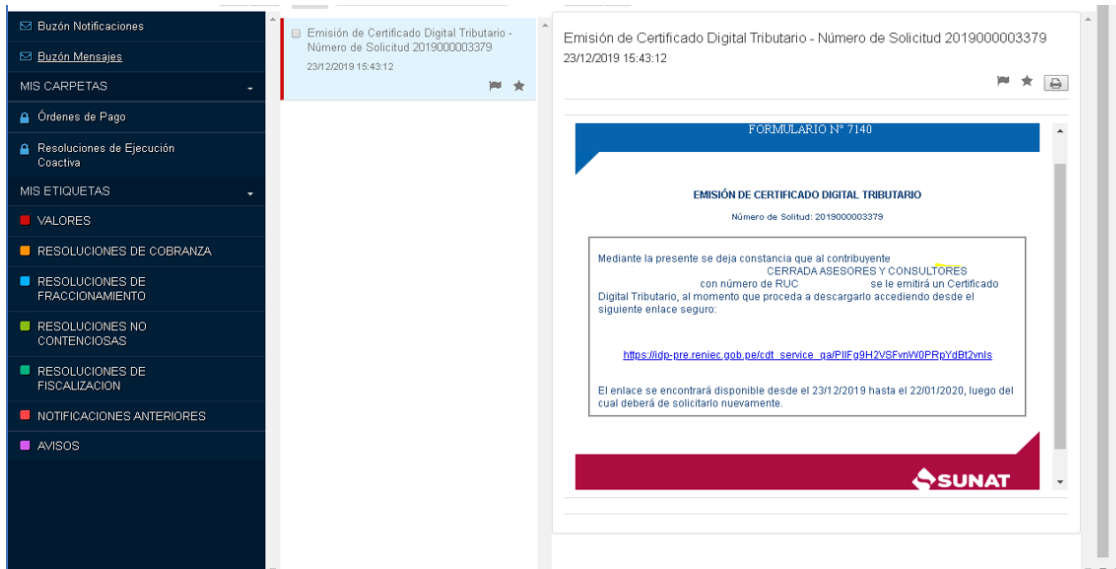 Buzón Notificaciones
Buzón Mensajes
MIS CARPETAS
Órdenes de Pago
Resoluciones de Ejecución
Coactiva
MIS ETIQUETAS
VALORES
RESOLUCIONES DE COBRANZA
RESOLUCIONES DE
FRACCIONAMIENTO
RESOLUCIONES NO
CONTENCIOSAS
RESOLUCIONES DE
FISCALIZACION
NOTIFICACIONES ANTERIORES
AVISOS
Emisión de Certificado Digital Tributario -
Número de Solicitud 2019000003379
23/12/2019 15:43:12
Emisión de Certificado Digital Tributario - Número de Solicitud 2019000003379
23/12/2019 15:43:12
FORMULARIO N° 7140
EMISIÓN DE CERTIFICADO DIGITAL TRIBUTARIO
Número de Solitud: 2019000003379
Mediante la presente se deja constancia que al contribuyente
CERRADA ASESORES Y CONSULTORES
con número de RUC se le emitirá un Certificado
Digital Tributario, al momento que proceda a descargarlo accediendo desde el
siguiente enlace seguro:
https://idp-pre.reniec.gob.pe/cdt_service_qa/PIlFg9H2VSFvnW0PRpYdBt2vnls
El enlace se encontrará disponible desde el 23/12/2019 hasta el 22/01/2020, luego del
cual deberá de solicitarlo nuevamente.
SUNAT